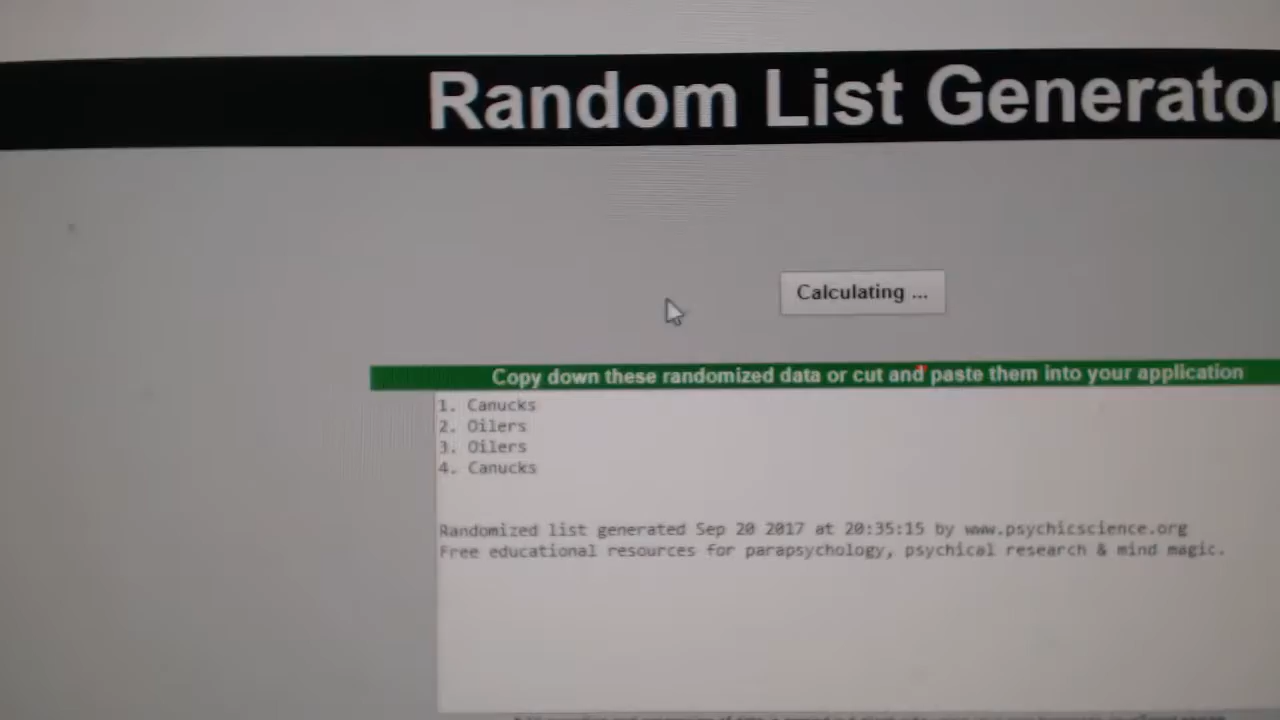 Random List Generator
Calculating ...
Copy down these randomized data or cut and paste them into your application
1. Canucks
2. Oilers
3. Oilers
4. Canucks
Randomized list generated Sep 20 2017 at 20:35:15 by www.psychicscience.org
Free educational resources for parapsychology, psychical research & mind magic.